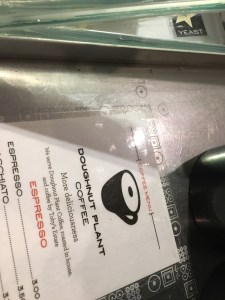 YEAST
DOUGHNUT PLANT
COFFEE
More deliciousness
We serve Doughnut Plant Coffee, roasted in house,
and coffee by Toby's Estate.
ESPRESSO
ESPRESSO
3.00
3.50